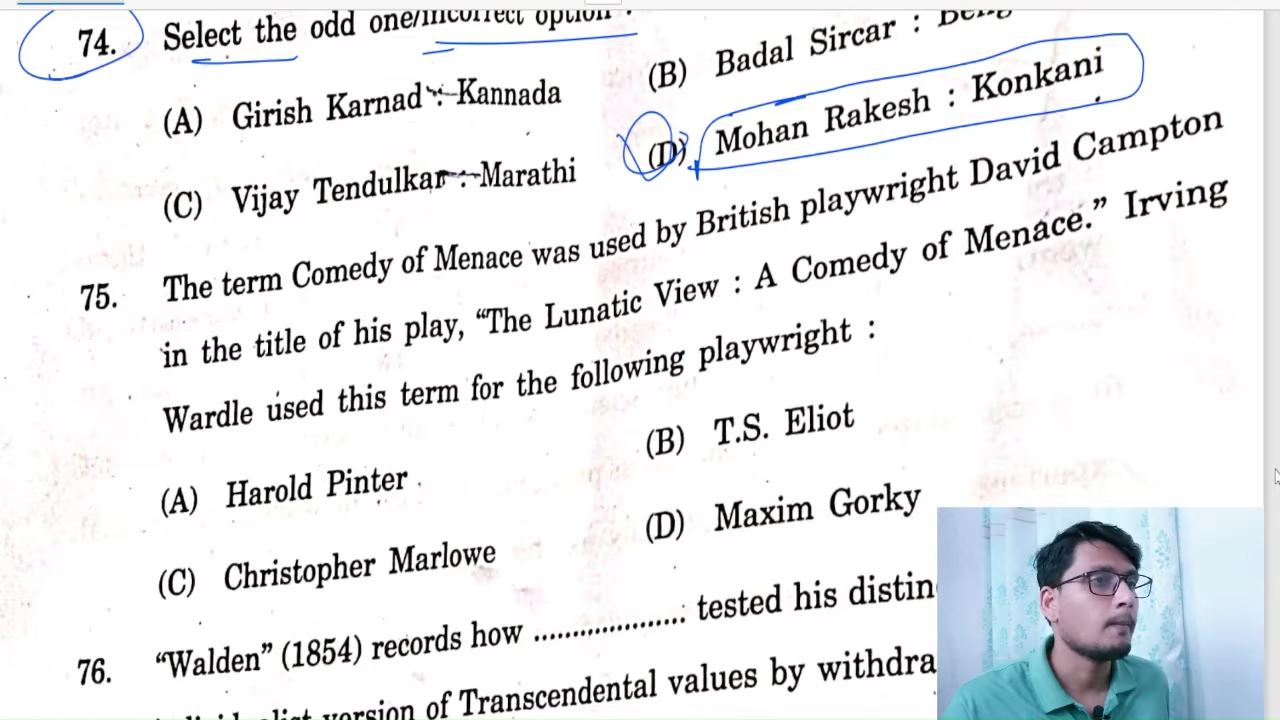 74. Select the odd one/incorrect option :
(A) Girish Karnad : Kannada
(B) Badal Sircar :
(C) Vijay Tendulkar : Marathi
(D) Mohan Rakesh : Konkani
75. The term Comedy of Menace was used by British playwright David Campton
in the title of his play, “The Lunatic View : A Comedy of Menace.” Irving
Wardle used this term for the following playwright :
(A) Harold Pinter
(B) T.S. Eliot
(C) Christopher Marlowe
(D) Maxim Gorky
76. “Walden” (1854) records how .................... tested his
version of Transcendental values by